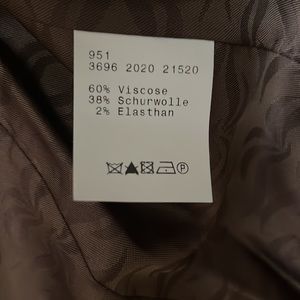 951
3696 2020 21520
60% Viscose
38% Schurwolle
2% Elasthan
P